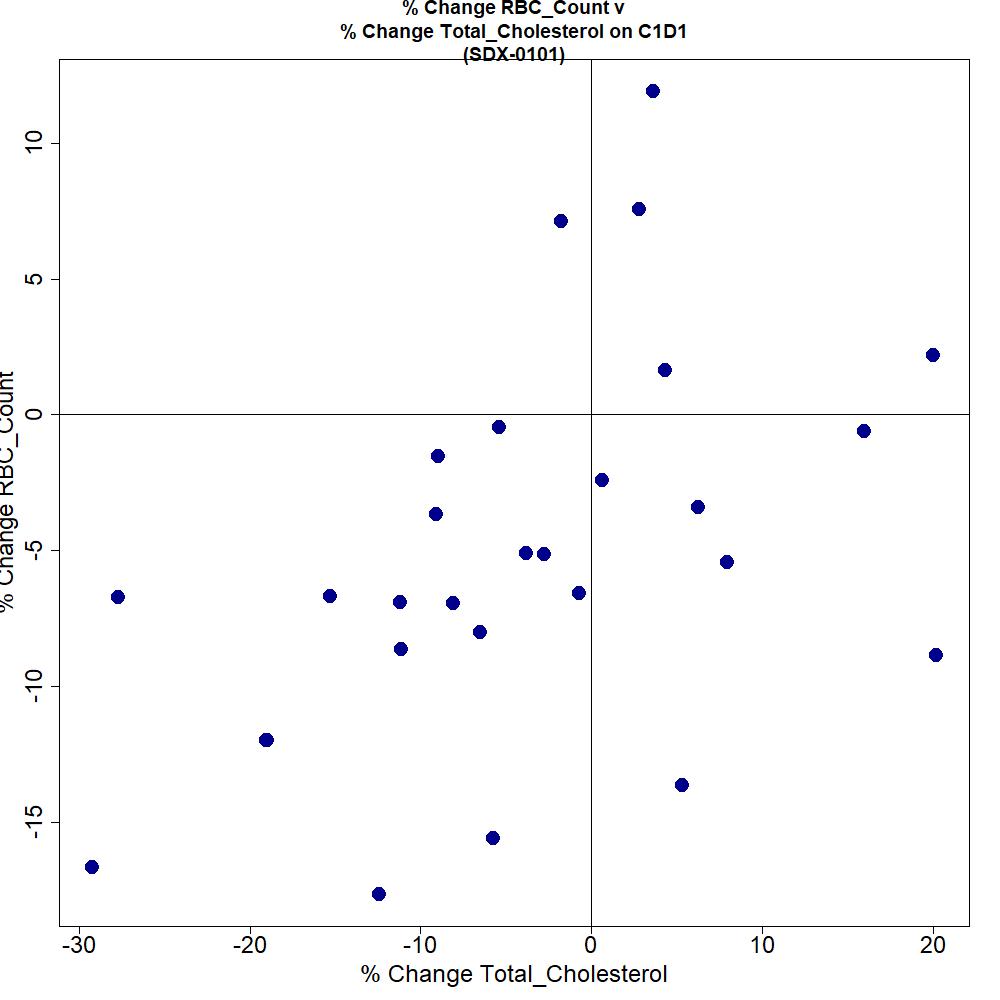 % Change RBC_Count v
% Change Total_Cholesterol on C1D1
(SDX-0101)
10
5
0
-5
-10
-15
% Change RBC_Count
-30
-20
-10
0
10
20
% Change Total_Cholesterol